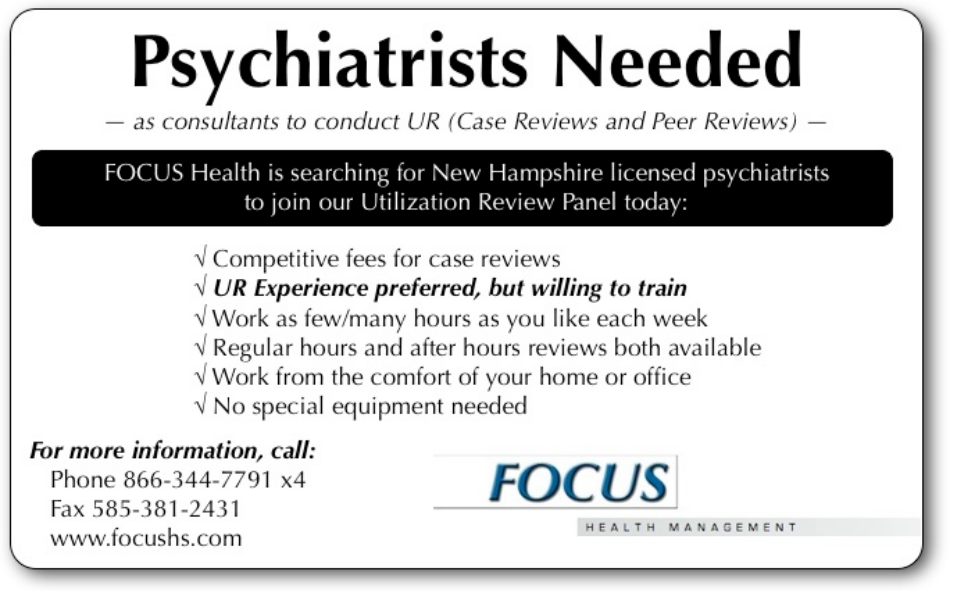 Psychiatrists Needed
— as consultants to conduct UR (Case Reviews and Peer Reviews) —
FOCUS Health is searching for New Hampshire licensed psychiatrists
to join our Utilization Review Panel today:
√ Competitive fees for case reviews
√ UR Experience preferred, but willing to train
√ Work as few/many hours as you like each week
√ Regular hours and after hours reviews both available
√ Work from the comfort of your home or office
√ No special equipment needed
For more information, call:
Phone 866-344-7791 x4
Fax 585-381-2431
www.focushs.com
FOCUS
HEALTH MANAGEMENT